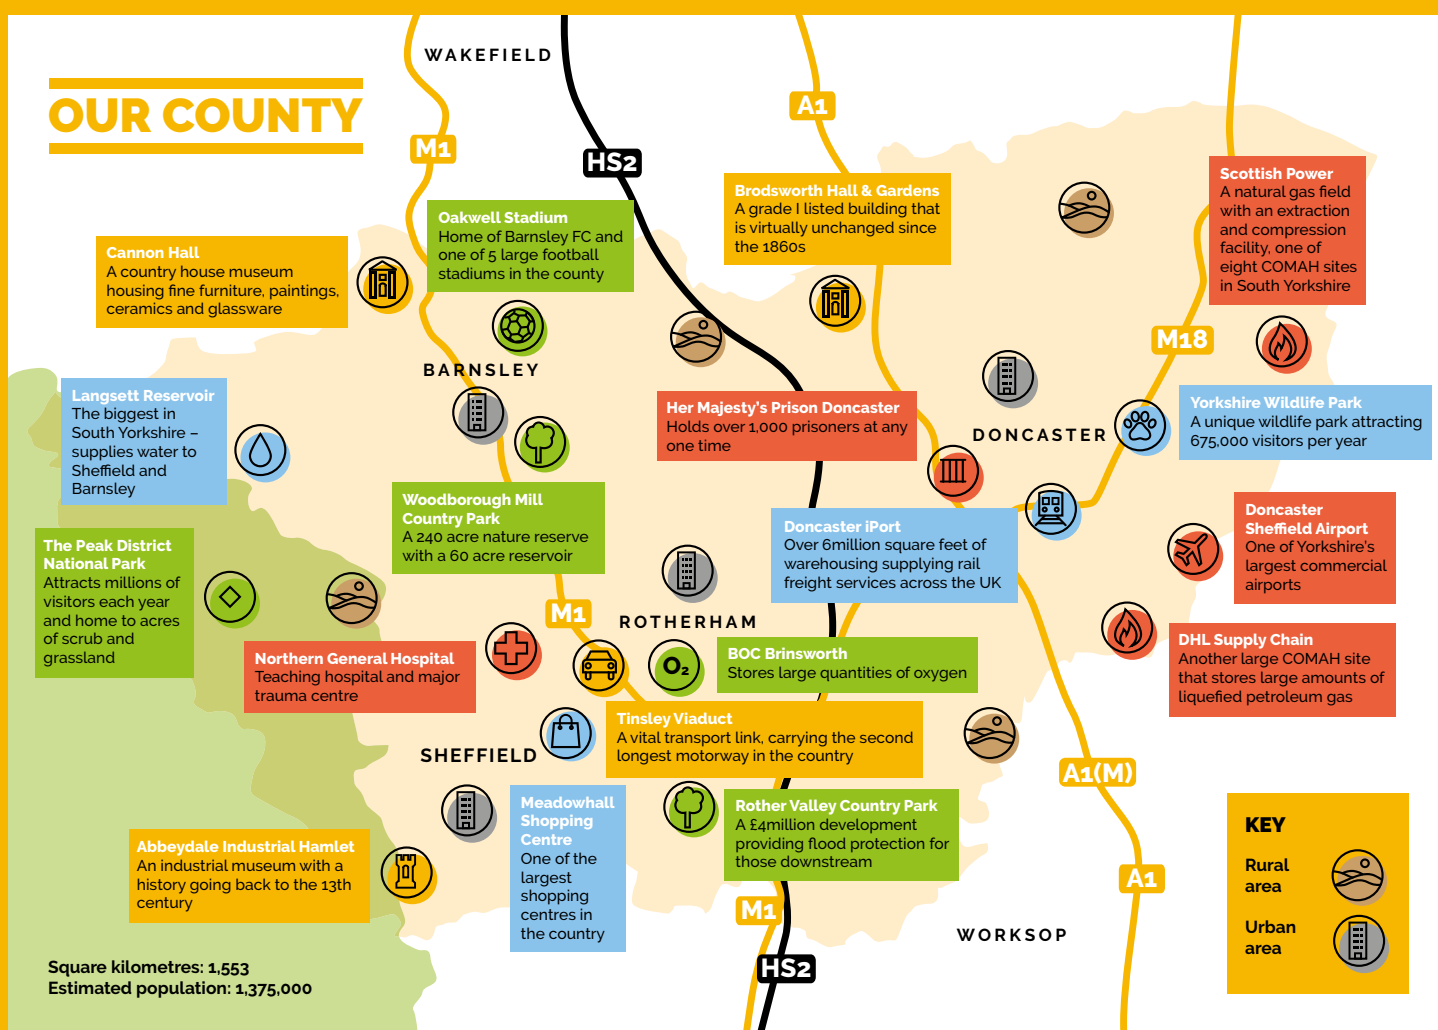 OUR COUNTY
WAKEFIELD
A1
M1
HS2
Brodsworth Hall & Gardens
A grade I listed building that
is virtually unchanged since
the 1860s
Scottish Power
A natural gas field
with an extraction
and compression
facility, one of
eight COMAH sites
in South Yorkshire
Oakwell Stadium
Home of Barnsley FC and
one of 5 large football
stadiums in the county
Cannon Hall
A country house museum
housing fine furniture, paintings,
ceramics and glassware
M18
BARNSLEY
Langsett Reservoir
The biggest in
South Yorkshire –
supplies water to
Sheffield and
Barnsley
Her Majesty's Prison Doncaster
Holds over 1,000 prisoners at any
one time
DONCASTER
Yorkshire Wildlife Park
A unique wildlife park attracting
675,000 visitors per year
Woodborough Mill
Country Park
A 240 acre nature reserve
with a 60 acre reservoir
Doncaster iPort
Over 6million square feet of
warehousing supplying rail
freight services across the UK
Doncaster
Sheffield Airport
One of Yorkshire's
largest commercial
airports
The Peak District
National Park
Attracts millions of
visitors each year
and home to acres
of scrub and
grassland
M1
ROTHERHAM
Northern General Hospital
Teaching hospital and major
trauma centre
O2
BOC Brinsworth
Stores large quantities of oxygen
DHL Supply Chain
Another large COMAH site
that stores large amounts of
liquefied petroleum gas
Tinsley Viaduct
A vital transport link, carrying the second
longest motorway in the country
SHEFFIELD
A1(M)
Meadowhall
Shopping
Centre
One of the
largest
shopping
centres in
the country
Rother Valley Country Park
A £4million development
providing flood protection for
those downstream
Abbeydale Industrial Hamlet
An industrial museum with a
history going back to the 13th
century
A1
M1
WORKSOP
HS2
KEY
Rural
area
Urban
area
Square kilometres: 1,553
Estimated population: 1,375,000